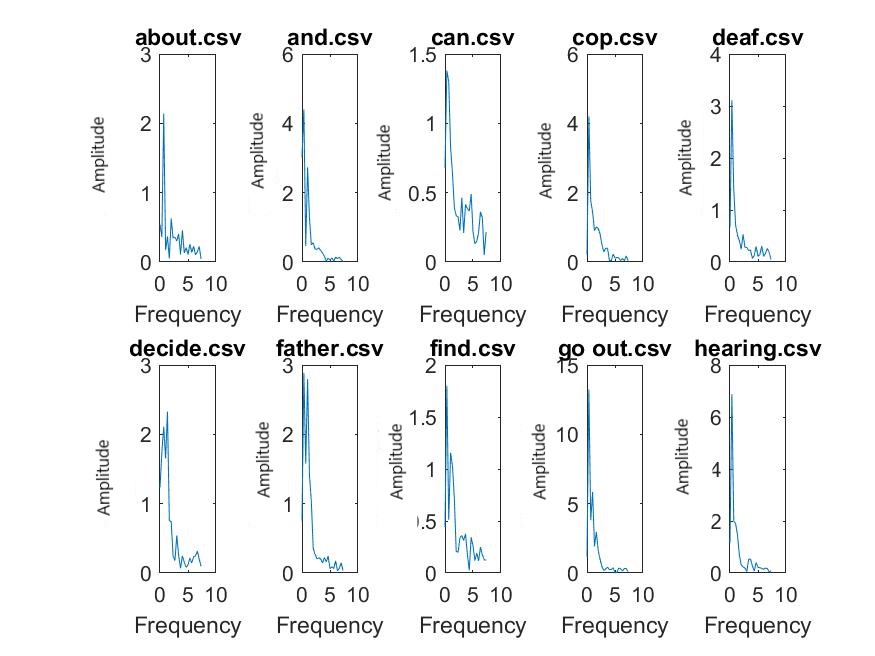 about.csv and.csv can.csv cop.csv deaf.csv
3 6 1.5 6 4
3
2 4 1 4
2
1 2 0.5 2
1
0 0 0 0 0
Amplitude Amplitude Amplitude Amplitude Amplitude
0 5 10 0 5 10 0 5 10 0 5 10 0 5 10
Frequency Frequency Frequency Frequency Frequency
decide.csv father.csv find.csv go out.csv hearing.csv
3 3 2 15 8
2 2 1.5 10 6
1 4
1 1 .5 5 2
0 0 0 0 0
Amplitude Amplitude Amplitude Amplitude Amplitude
0 5 10 0 5 10 0 5 10 0 5 10 0 5 10
Frequency Frequency Frequency Frequency Frequency